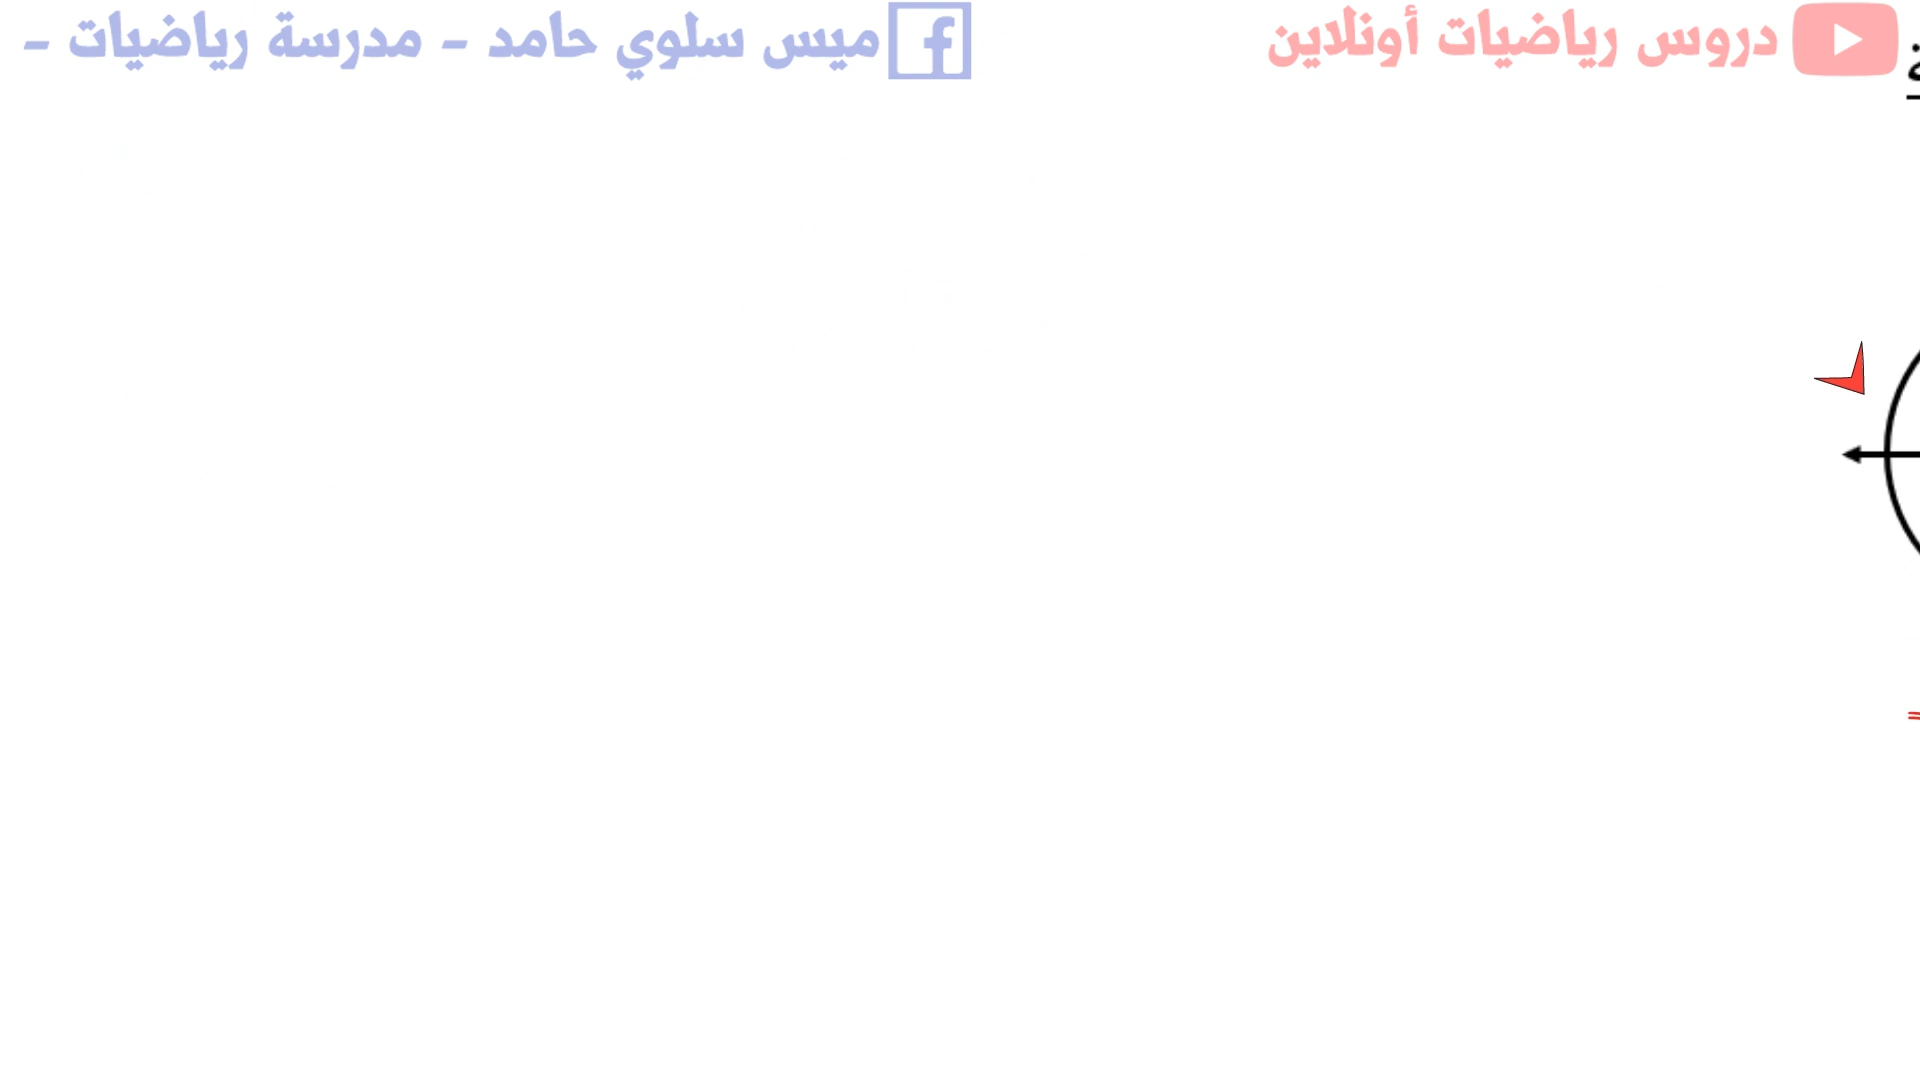 دروس رياضيات أونلاين
ميس سلوي حامد - مدرسة رياضيات -
=